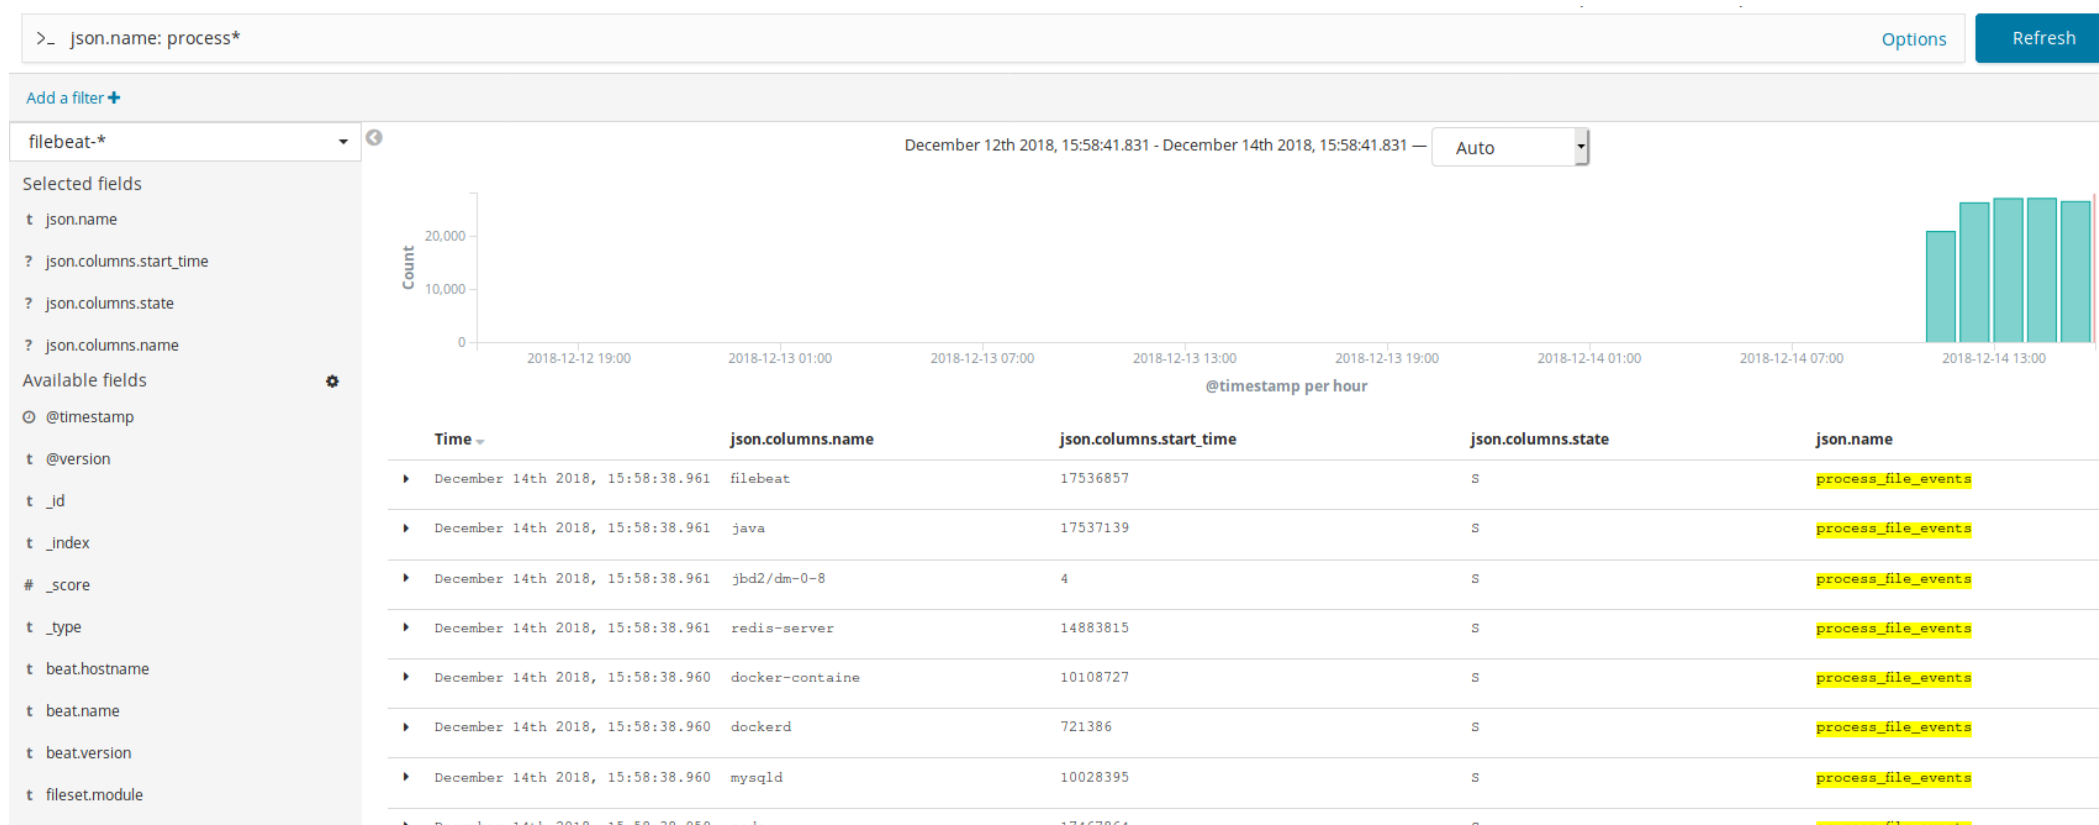 >_ json.name: process*
Options
Refresh
Add a filter +
filebeat-*
December 12th 2018, 15:58:41.831 - December 14th 2018, 15:58:41.831 — Auto
Selected fields
t json.name
? json.columns.start_time
? json.columns.state
? json.columns.name
Available fields
@timestamp
t @version
t _id
t _index
# _score
t _type
t beat.hostname
t beat.name
t beat.version
t fileset.module
Count
20,000
10,000
0
2018-12-12 19:00 2018-12-13 01:00 2018-12-13 07:00 2018-12-13 13:00 2018-12-13 19:00 2018-12-14 01:00 2018-12-14 07:00 2018-12-14 13:00
@timestamp per hour
Time json.columns.name json.columns.start_time json.columns.state json.name
December 14th 2018, 15:58:38.961 filebeat 17536857 S process_file_events
December 14th 2018, 15:58:38.961 java 17537139 S process_file_events
December 14th 2018, 15:58:38.961 jbd2/dm-0-8 4 S process_file_events
December 14th 2018, 15:58:38.961 redis-server 14883815 S process_file_events
December 14th 2018, 15:58:38.960 docker-containe 10108727 S process_file_events
December 14th 2018, 15:58:38.960 dockerd 721386 S process_file_events
December 14th 2018, 15:58:38.960 mysqld 10028395 S process_file_events